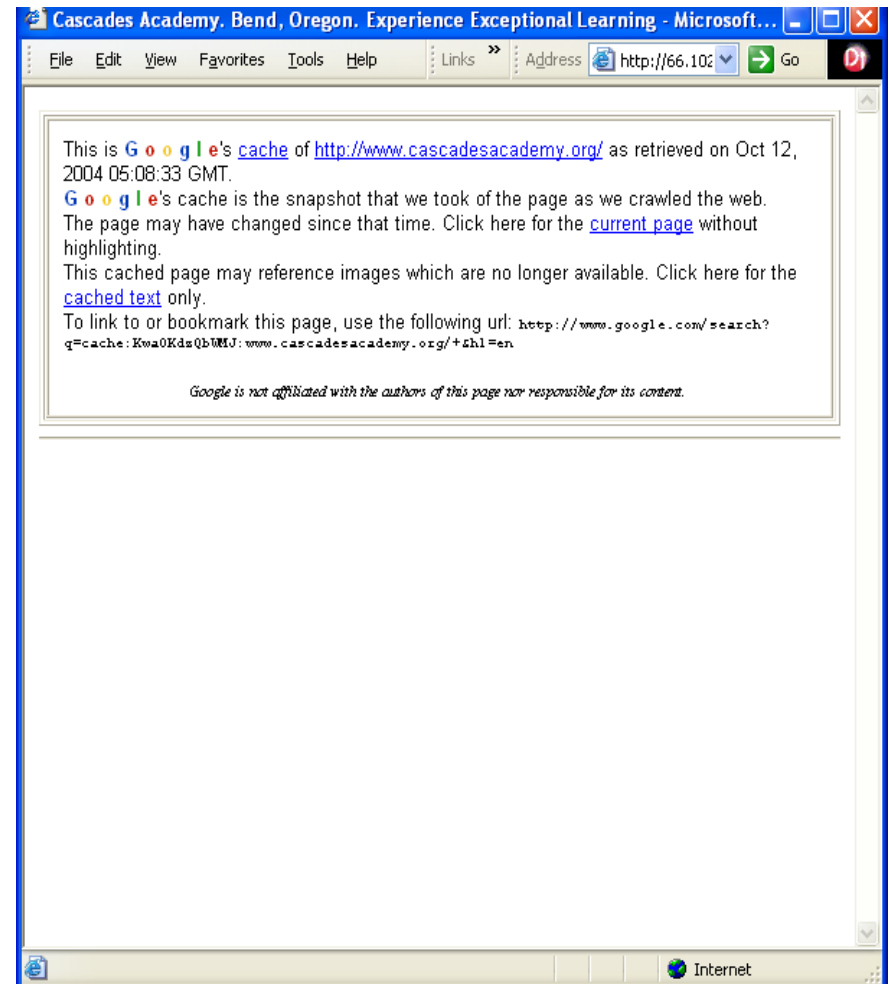 Cascades Academy. Bend, Oregon. Experience Exceptional Learning - Microsoft...
File Edit View Favorites Tools Help Links » Address http://66.102 Go
This is Google's cache of http://www.cascadesacademy.org/ as retrieved on Oct 12,
2004 05:08:33 GMT.
Google's cache is the snapshot that we took of the page as we crawled the web.
The page may have changed since that time. Click here for the current page without
highlighting.
This cached page may reference images which are no longer available. Click here for the
cached text only.
To link to or bookmark this page, use the following url: http://www.google.com/search?
q=cache:Kwa0KdsQbWMJ:www.cascadesacademy.org/+&hl=en
Google is not affiliated with the authors of this page nor responsible for its content.
Internet